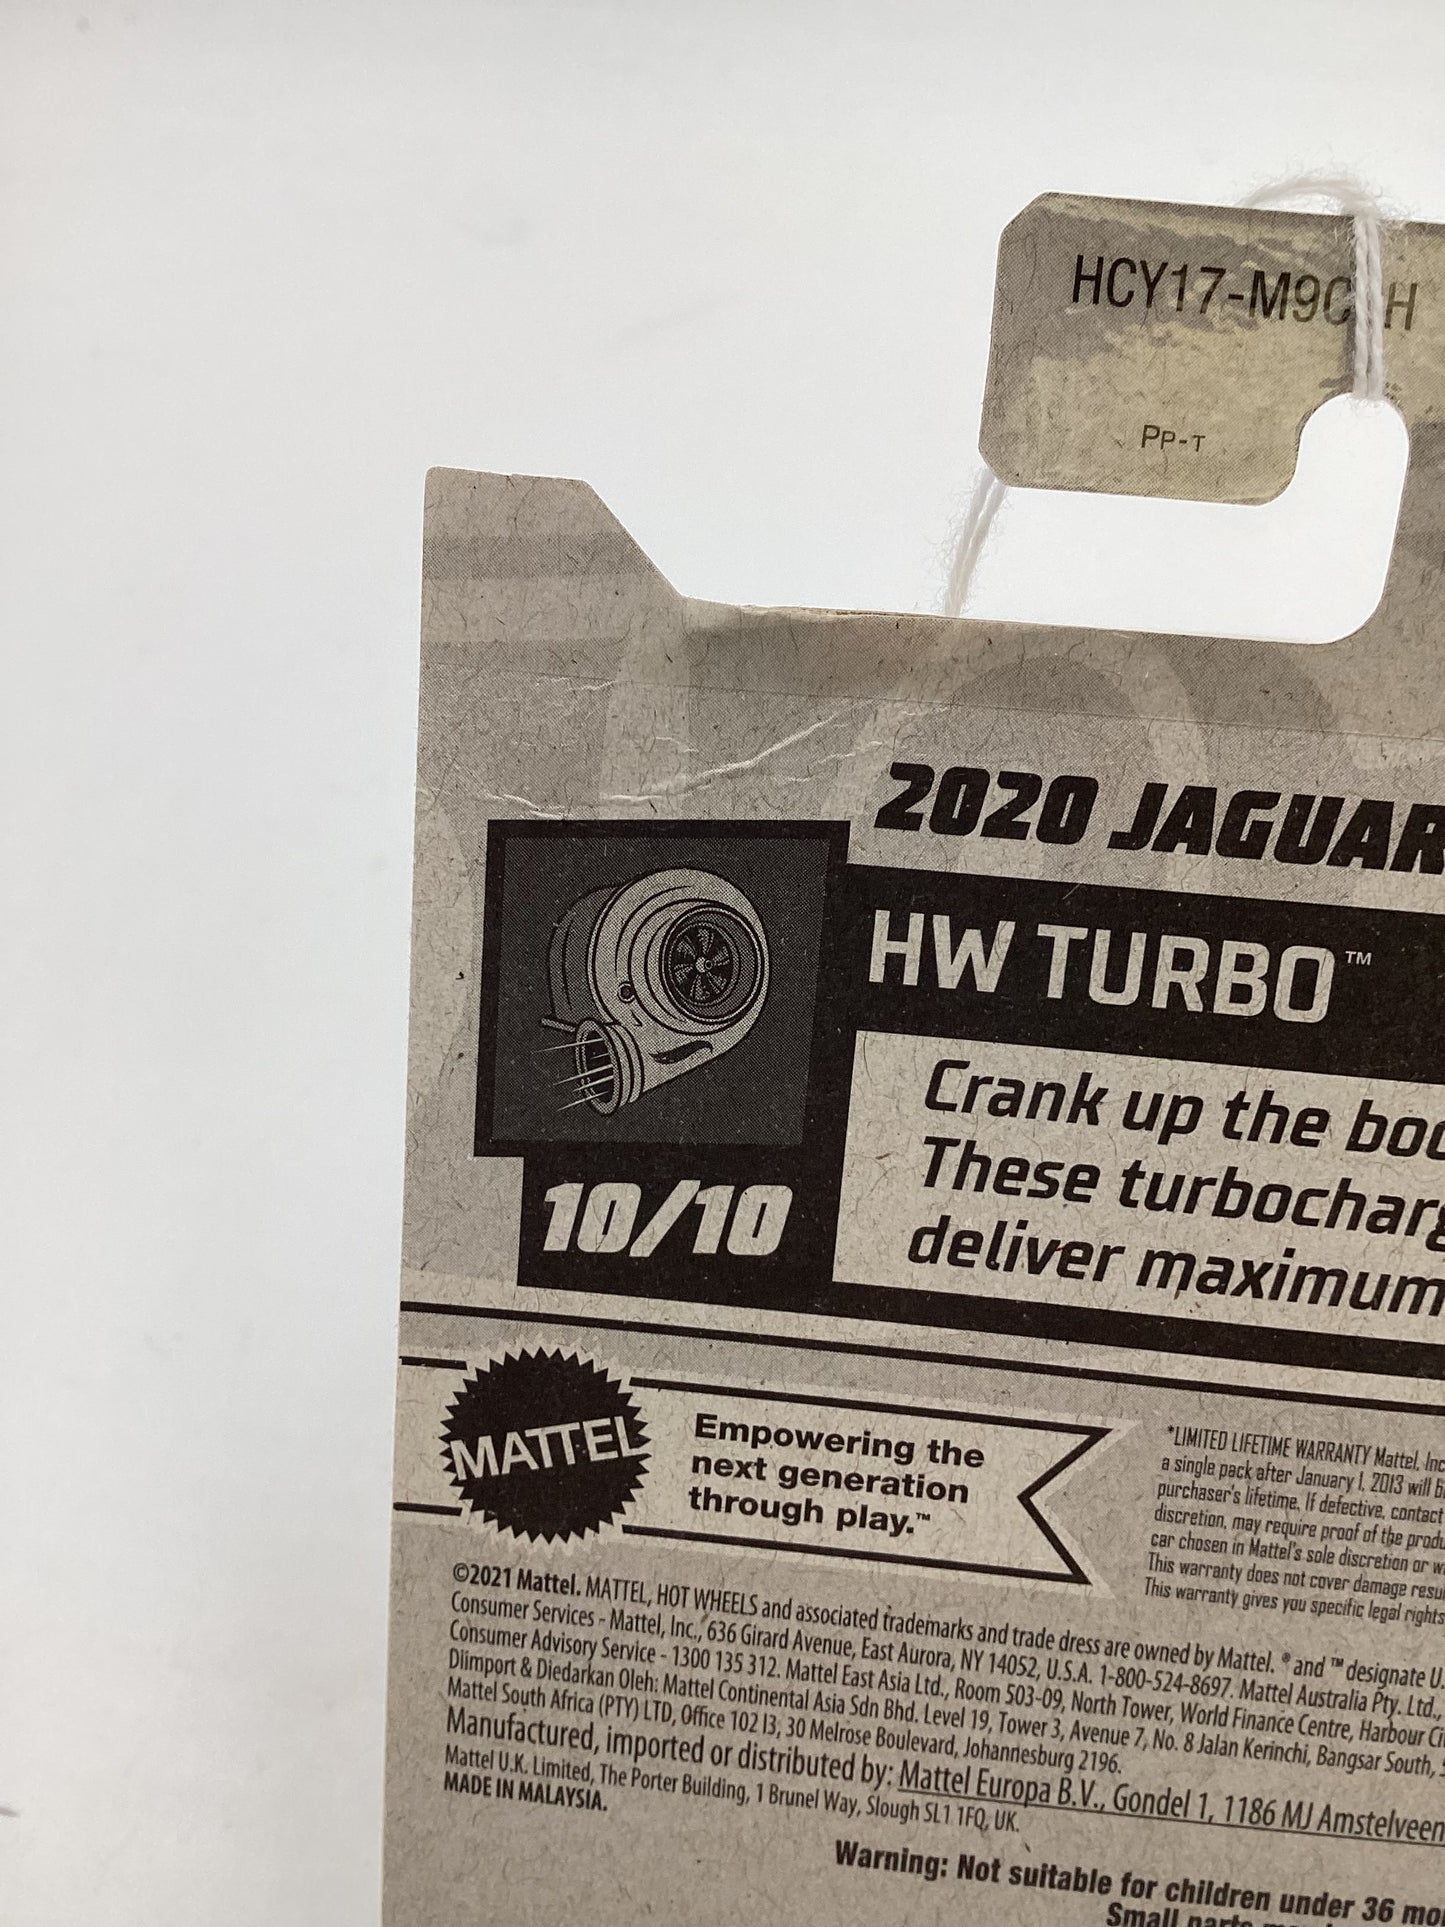 HCY17-M9C H
PP-T
2020 JAGUAR
HW TURBO™
Crank up the
These
deliver maximum
10/10
MATTEL
Empowering the
next generation
through play.™
*LIMITED LIFETIME WARRANTY Mattel, Inc
a single pack after January 1, 2013 will
purchaser's lifetime. If defective, contact
discretion, may require proof of the
car chosen in Mattel's sole discretion or
This warranty does not cover damage
This warranty gives you specific legal rights
©2021 Mattel. MATTEL, HOT WHEELS and associated trademarks and trade dress are owned by Mattel. ® and ™ designate U.
Consumer Services - Mattel, Inc., 636 Girard Avenue, East Aurora, NY 14052, U.S.A. 1-800-524-8697. Mattel Australia Pty. Ltd.,
Consumer Advisory Service - 1300 135 312. Mattel East Asia Ltd., Room 503-09, North Tower, World Finance Centre, Harbour
Diimport & Diedarkan Oleh: Mattel Continental Asia Sdn Bhd. Level 19, Tower 3, Avenue 7, No. 8 Jalan Kerinchi, Bangsar South,
Mattel South Africa (PTY) LTD, Office 102 I3, 30 Melrose Boulevard, Johannesburg 2196.
Manufactured, imported or distributed by: Mattel Europa B.V., Gondel 1, 1186 MJ Amstelveen
Mattel U.K. Limited, The Porter Building, 1 Brunel Way, Slough SL1 1FQ, UK.
MADE IN MALAYSIA.
Warning: Not suitable for children under 36
Small parts